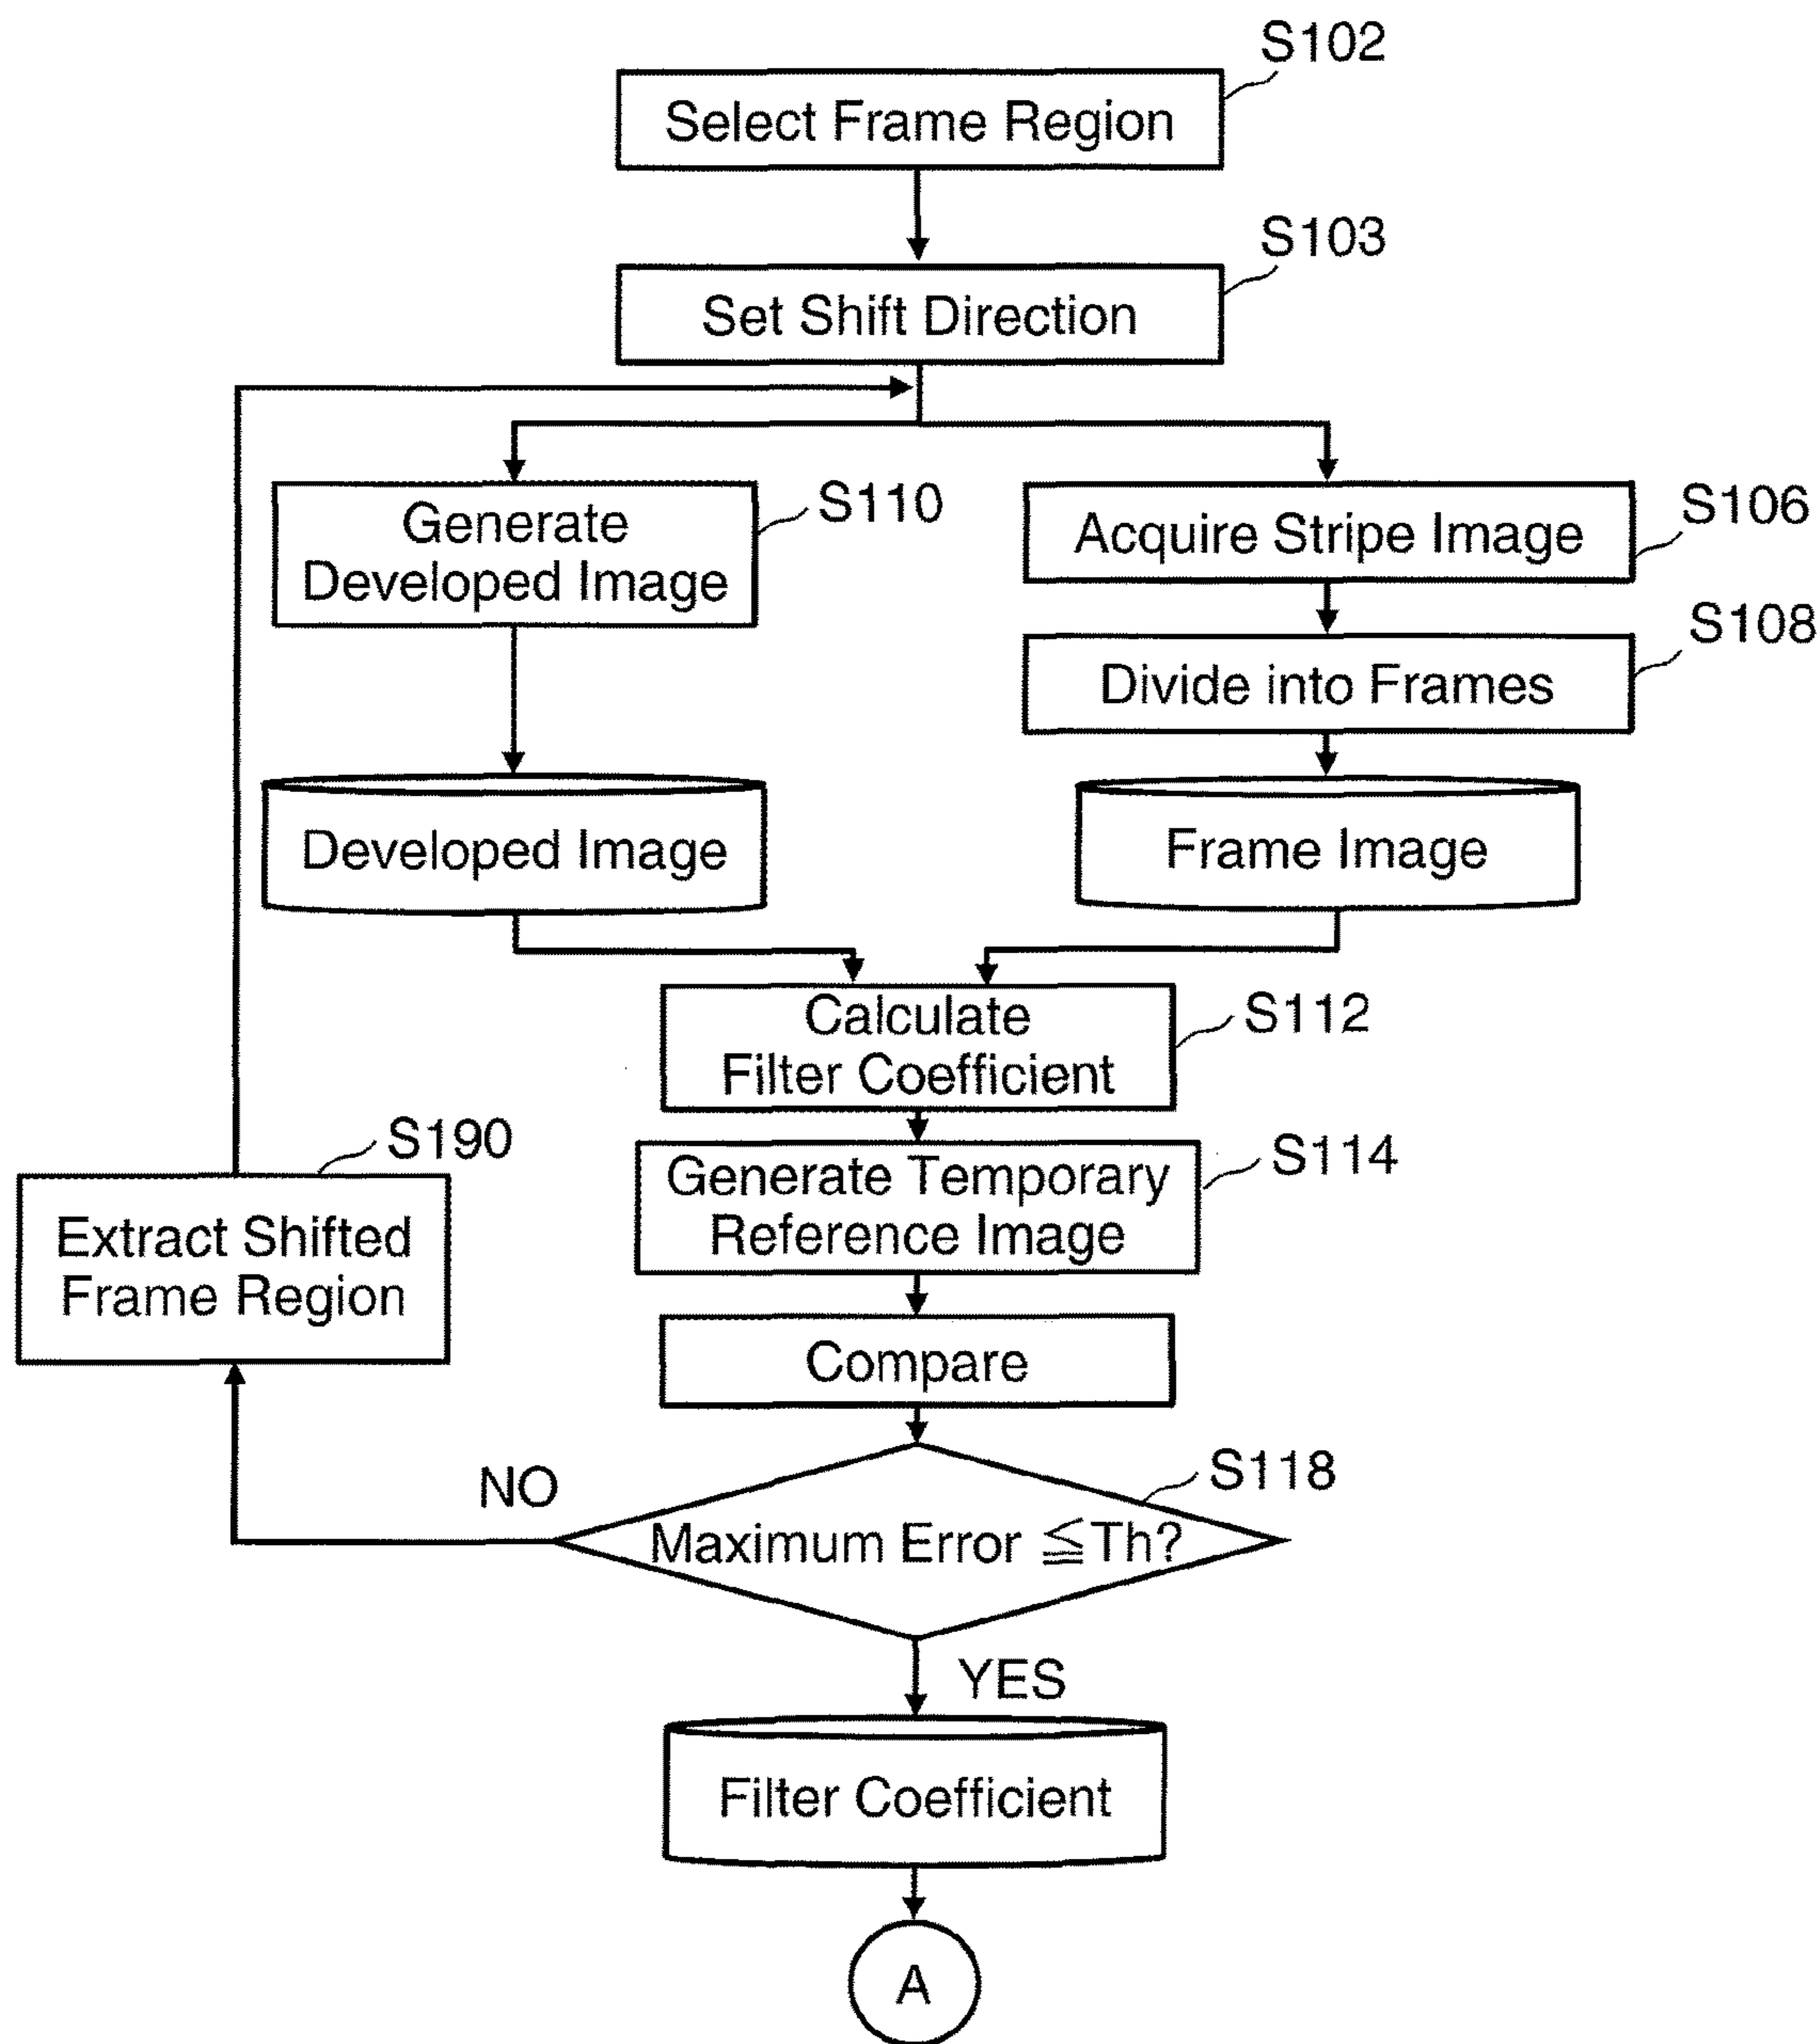 S102
Select Frame Region
S103
Set Shift Direction
Generate
Developed Image
S110
Acquire Stripe Image
S106
Divide into Frames
S108
Developed Image
Frame Image
Calculate
Filter Coefficient
S112
Generate Temporary
Reference Image
S114
S190
Extract Shifted
Frame Region
Compare
S118
NO
Maximum Error ≦Th?
YES
Filter Coefficient
A